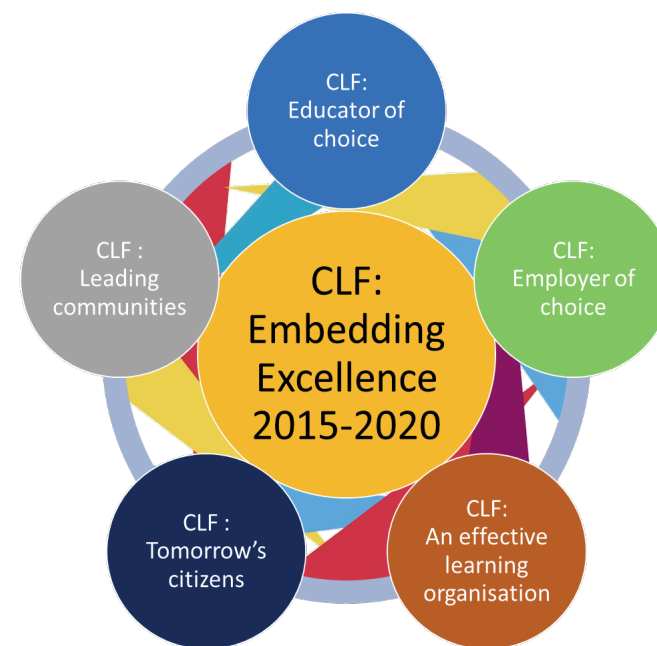 CLF:
Educator of
choice
CLF :
Leading
communities
CLF:
Employer of
choice
CLF:
Embedding
Excellence
2015-2020
CLF :
Tomorrow’s
citizens
CLF:
An effective
learning
organisation